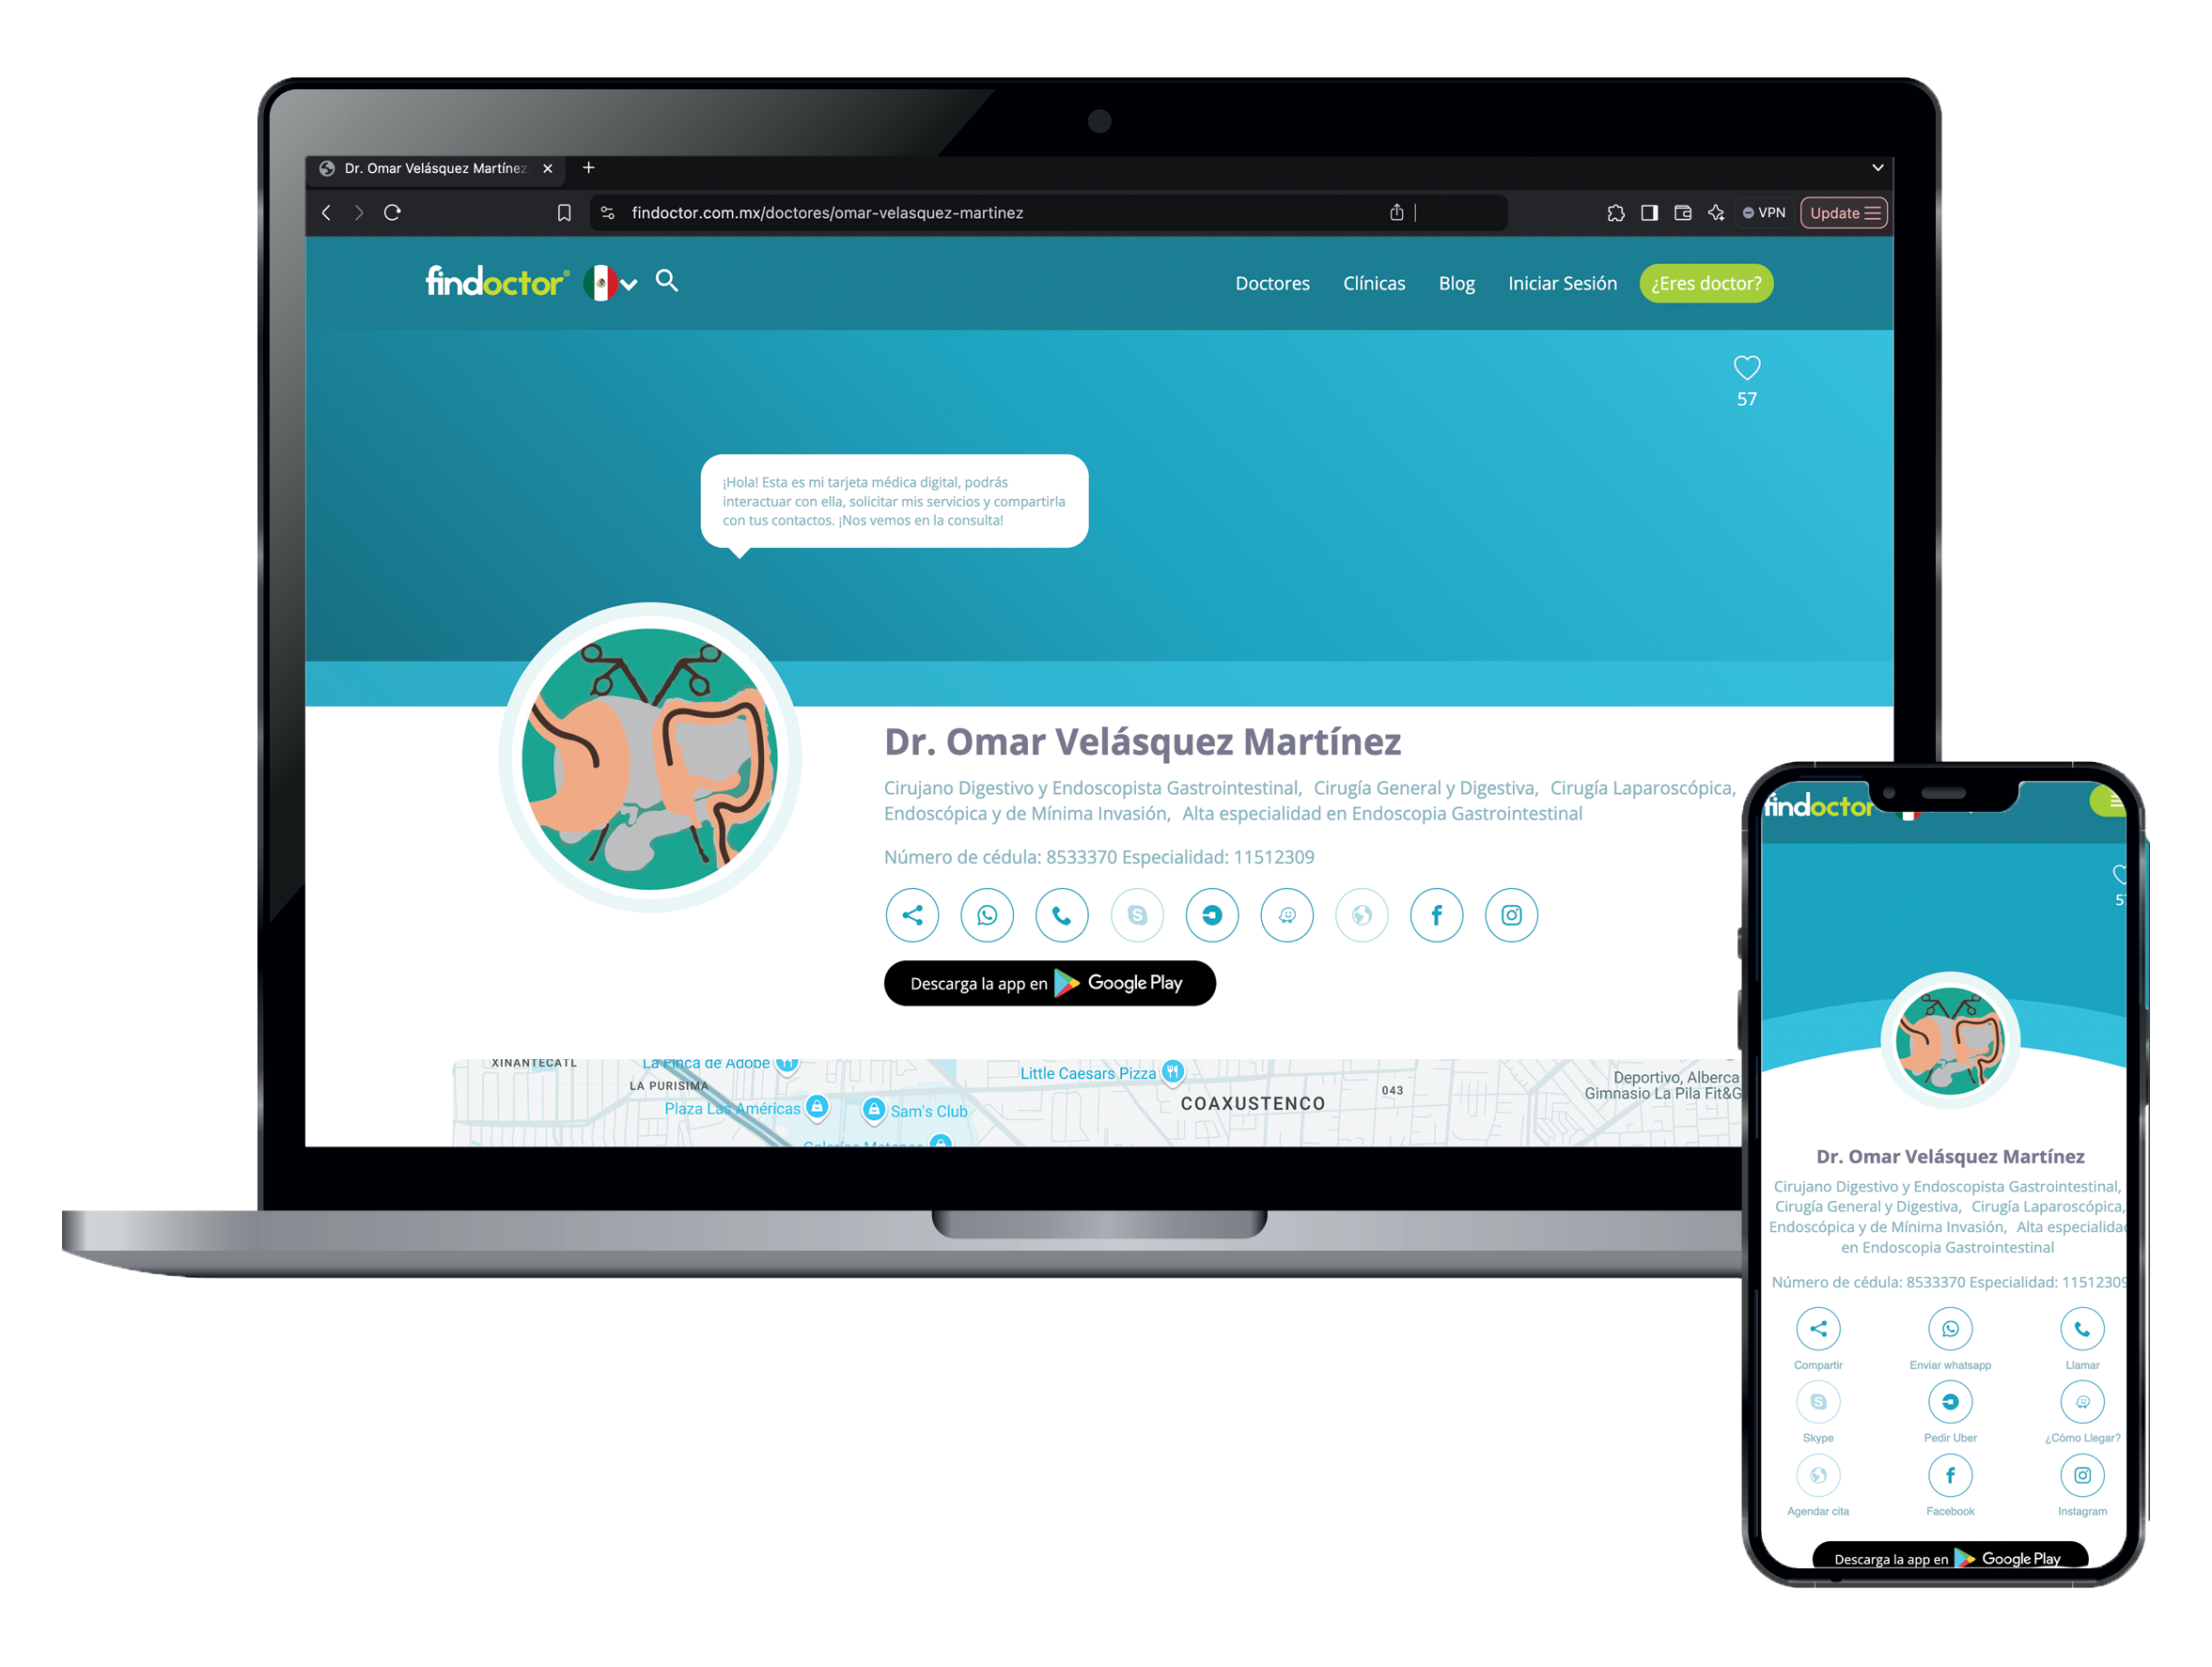 Dr. Omar Velásquez Martínez
findoctor.com.mx/doctores/omar-velasquez-martinez
VPN
Update
findoctor®
Doctores
Clínicas
Blog
Iniciar Sesión
¿Eres doctor?
57
¡Hola! Esta es mi tarjeta médica digital, podrás
interactuar con ella, solicitar mis servicios y compartirla
con tus contactos. ¡Nos vemos en la consulta!
Dr. Omar Velásquez Martínez
Cirujano Digestivo y Endoscopista Gastrointestinal, Cirugía General y Digestiva, Cirugía Laparoscópica,
Endoscópica y de Mínima Invasión, Alta especialidad en Endoscopia Gastrointestinal
Número de cédula: 8533370 Especialidad: 11512309
Descarga la app en Google Play
XINANTECATL
La Finca de Adobe
LA PURISIMA
Plaza Las Américas
Sam's Club
Little Caesars Pizza
COAXUSTENCO
043
Deportivo, Alberca
Gimnasio La Pila Fit&G
findoctor
Dr. Omar Velásquez Martínez
Cirujano Digestivo y Endoscopista Gastrointestinal,
Cirugía General y Digestiva, Cirugía Laparoscópica,
Endoscópica y de Mínima Invasión, Alta especialidad
en Endoscopia Gastrointestinal
Número de cédula: 8533370 Especialidad: 11512309
Compartir
Enviar whatsapp
Llamar
Skype
Pedir Uber
¿Cómo Llegar?
Agendar cita
Facebook
Instagram
Descarga la app en Google Play